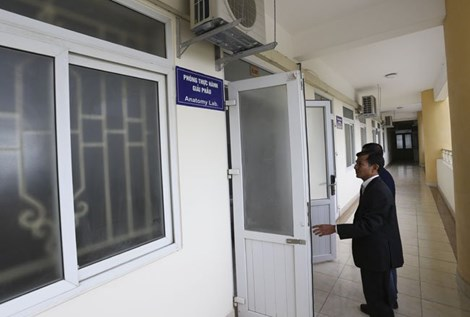 PHÒNG THỰC HÀNH
GIẢI PHẪU
Anatomy Lab.